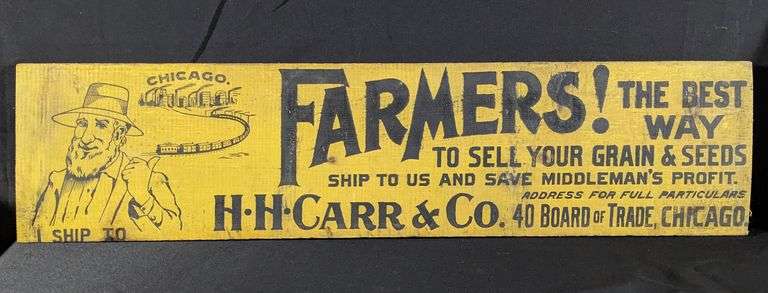 CHICAGO.
FARMERS! THE BEST
WAY
TO SELL YOUR GRAIN & SEEDS
SHIP TO US AND SAVE MIDDLEMAN'S PROFIT.
ADDRESS FOR FULL PARTICULARS
H.H. CARR & CO. 40 BOARD OF TRADE, CHICAGO.
I SHIP TO